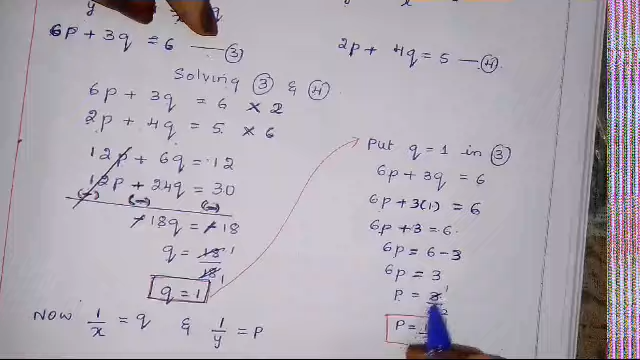 6p + 3q = 6 — ③
2p + 4q = 5 — ④
Solving ③ & ④
6p + 3q = 6 × 2
2p + 4q = 5 × 6
12p + 6q = 12
12p + 24q = 30
(−) (−) (−)
-18q = -18
q = 18/18
q = 1
Now 1/x = q & 1/y = p
Put q = 1 in ③
6p + 3q = 6
6p + 3(1) = 6
6p + 3 = 6
6p = 6 - 3
6p = 3
p = 3
p = 1